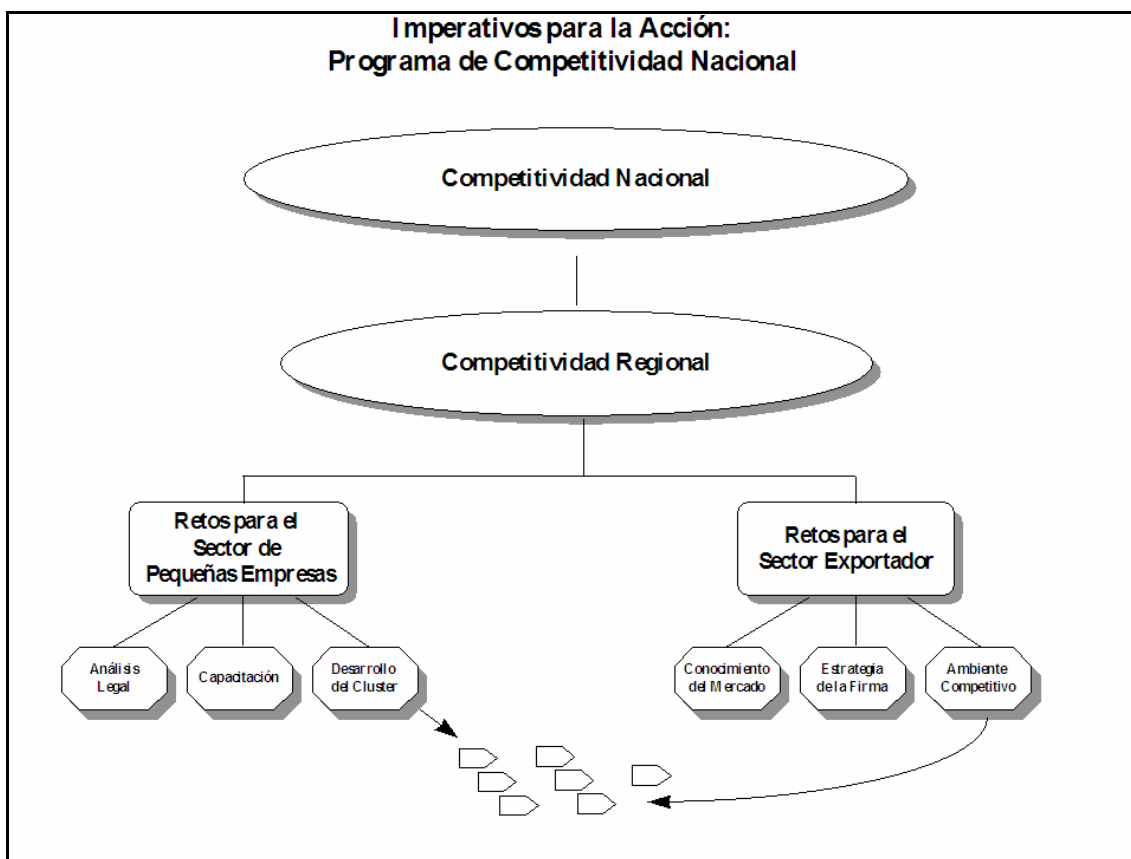 Imperativos para la Acción:
Programa de Competitividad Nacional
Competitividad Nacional
Competitividad Regional
Retos para el
Sector de
Pequeñas Empresas
Retos para el
Sector Exportador
Análisis
Legal
Capacitación
Desarrollo
del Cluster
Conocimiento
del Mercado
Estrategia
de la Firma
Ambiente
Competitivo